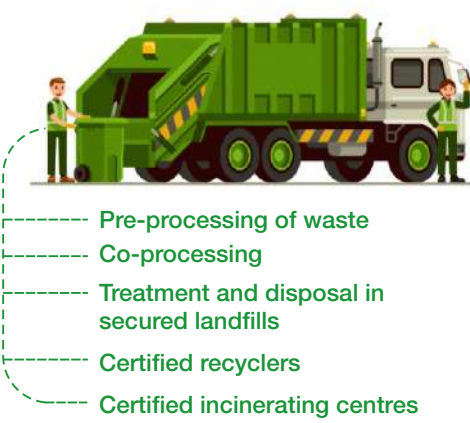 Pre-processing of waste
Co-processing
Treatment and disposal in
secured landfills
Certified recyclers
Certified incinerating centres